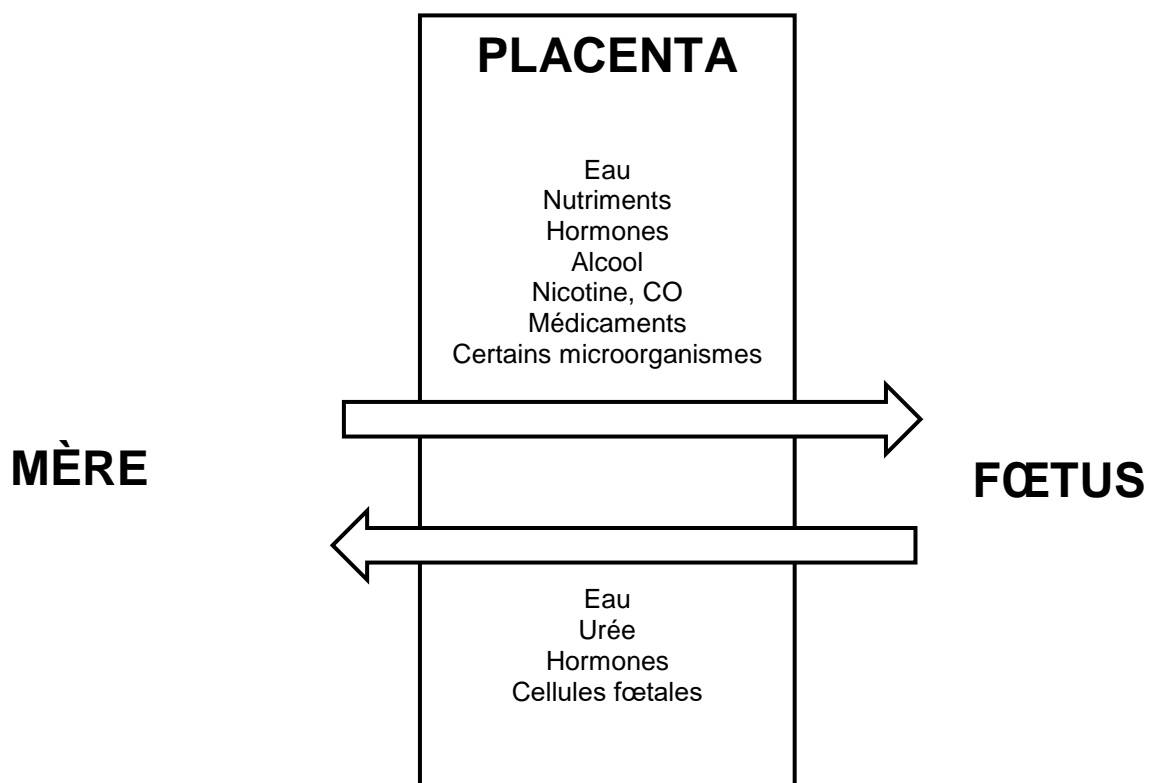 PLACENTA
Eau
Nutriments
Hormones
Alcool
Nicotine, CO
Médicaments
Certains microorganismes
MÈRE
FŒTUS
Eau
Urée
Hormones
Cellules fœtales